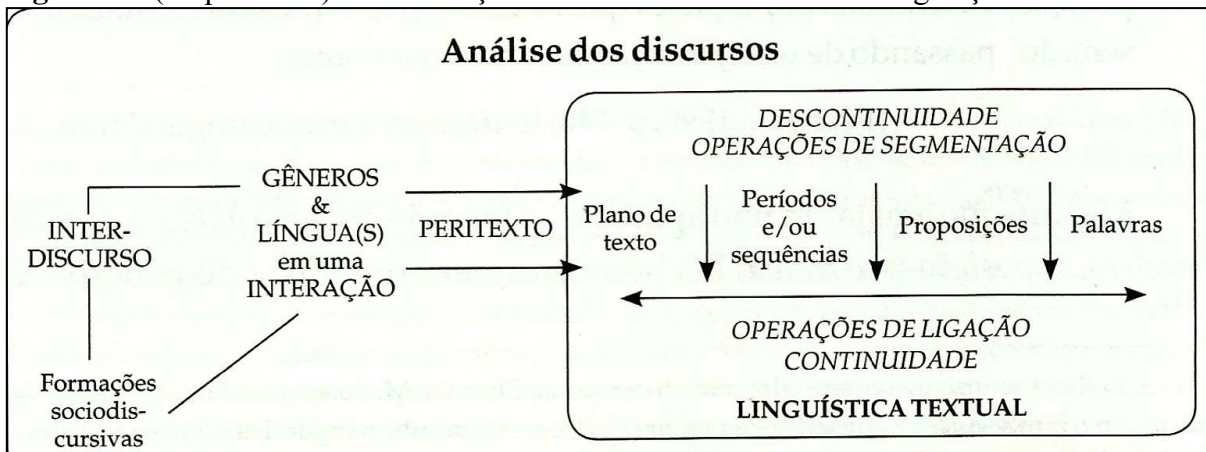 Análise dos discursos
DESCONTINUIDADE
OPERAÇÕES DE SEGMENTAÇÃO
INTER-
DISCURSO
GÊNEROS
&
LÍNGUA(S)
em uma
INTERAÇÃO
PERITEXTO
Plano de
texto
Períodos
e/ou
sequências
Proposições
Palavras
OPERAÇÕES DE LIGAÇÃO
CONTINUIDADE
LINGUÍSTICA TEXTUAL
Formações
sociodis-
cursivas